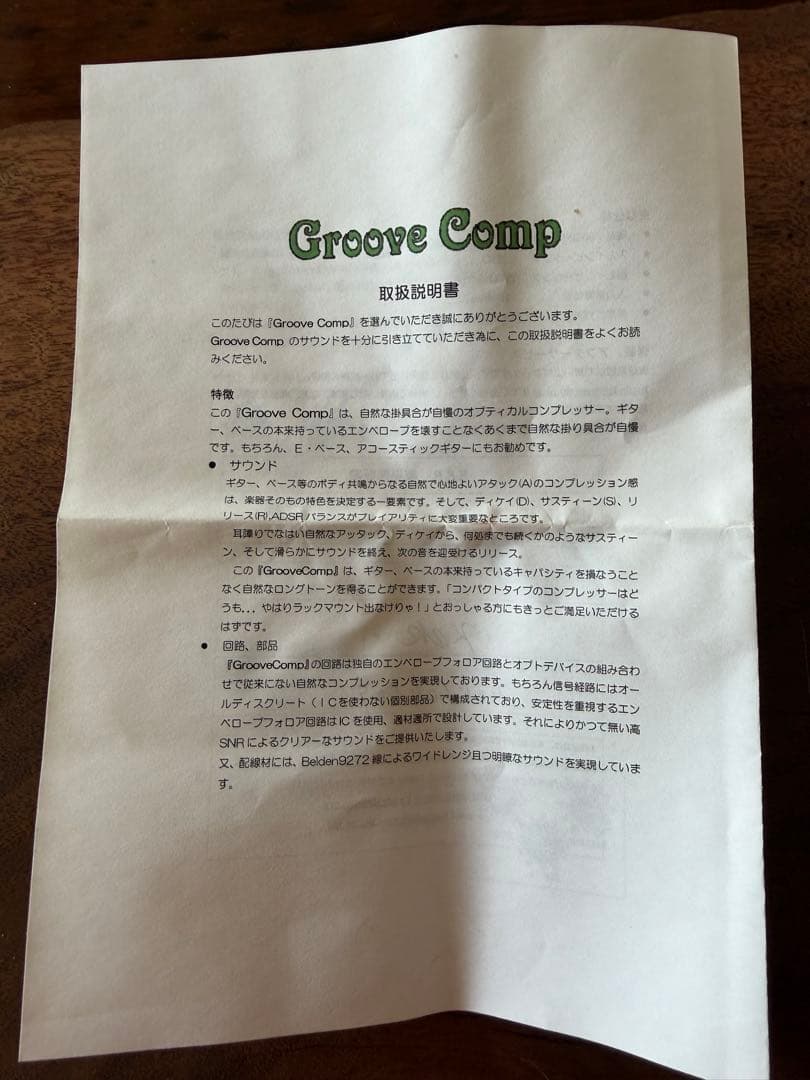 Groove Comp
取扱説明書
このたびは『Groove Comp』を選んでいただき誠にありがとうございます。
Groove Comp のサウンドを十分に引き立てていただき為に、この取扱説明書をよくお読
みください。
特徴
この『Groove Comp』は、自然な掛具合が自慢のオプティカルコンプレッサー。ギタ
ー、ベースの本来持っているエンベロープを壊すことなくあくまで自然な掛り具合が自慢
です。もちろん、E・ベース、アコースティックギターにもお勧めです。
● サウンド
ギター、ベース等のボディ共鳴からなる自然で心地よいアタック(A)のコンプレッション感
は、楽器そのもの特色を決定する一要素です。そして、ディケイ(D)、サスティーン(S)、リ
リース(R),ADSRバランスがプレイアリティに大変重要なところです。
耳障りでなはい自然なアッタック、ディケイから、何処までも続くかのようなサスティー
ン、そして滑らかにサウンドを終え、次の音を迎受けるリリース。
この『GrooveComp』は、ギター、ベースの本来持っているキャパシティを損なうこと
なく自然なロングトーンを得ることができます。「コンパクトタイプのコンプレッサーはど
うも... やはりラックマウント出なけりゃ！」とおっしゃる方にもきっとご満足いただける
はずです。
● 回路、部品
『GrooveComp』の回路は独自のエンベロープフォロア回路とオプトデバイスの組み合わ
せで従来にない自然なコンプレッションを実現しております。もちろん信号経路にはオー
ルディスクリート（ＩＣを使わない個別部品）で構成されており、安定性を重視するエン
ベロープフォロア回路はICを使用、適材適所で設計しています。それによりかつて無い高
SNRによるクリアーなサウンドをご提供いたします。
又、配線材には、Belden9272線によるワイドレンジ且つ明瞭なサウンドを実現していま
す。